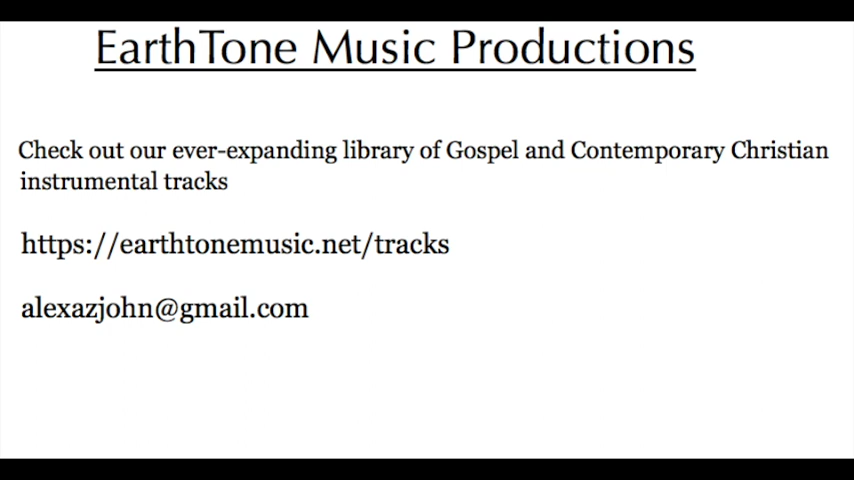 EarthTone Music Productions
Check out our ever-expanding library of Gospel and Contemporary Christian
instrumental tracks
https://earthtonemusic.net/tracks
alexazjohn@gmail.com